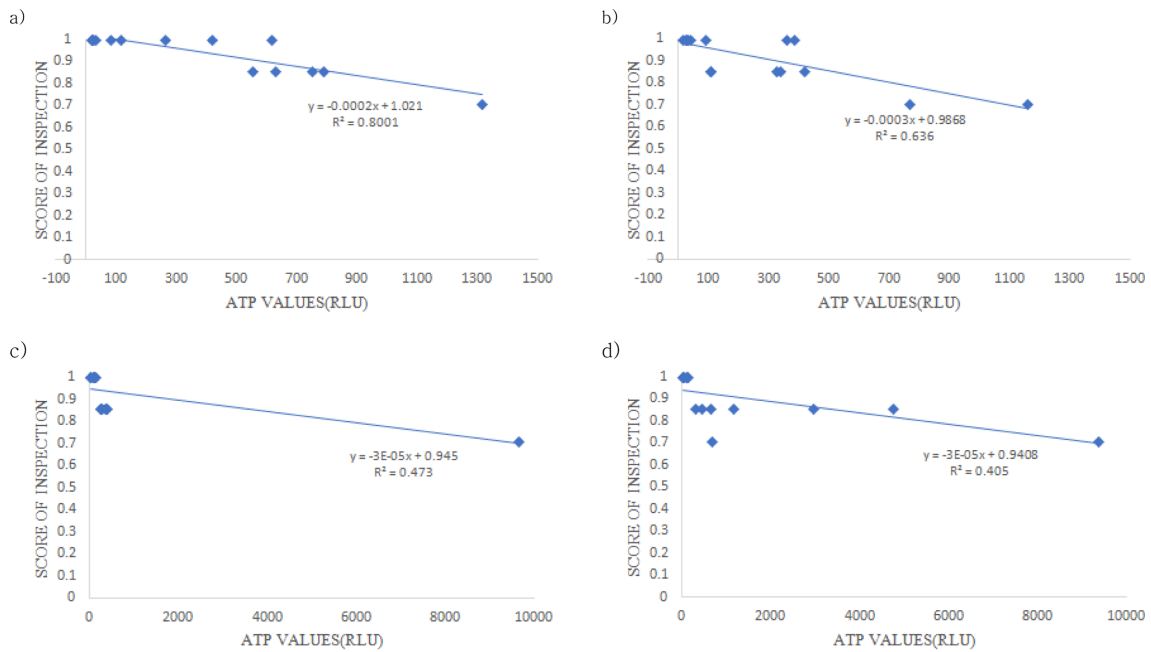 a)
1
0.9
0.8
0.7
0.6
0.5
0.4
0.3
0.2
0.1
0
SCORE OF INSPECTION
y = -0.0002x + 1.021
R² = 0.8001
-100 100 300 500 700 900 1100 1300 1500
ATP VALUES(RLU)
b)
1
0.9
0.8
0.7
0.6
0.5
0.4
0.3
0.2
0.1
0
SCORE OF INSPECTION
y = -0.0003x + 0.9868
R² = 0.636
-100 100 300 500 700 900 1100 1300 1500
ATP VALUES(RLU)
c)
1
0.9
0.8
0.7
0.6
0.5
0.4
0.3
0.2
0.1
0
SCORE OF INSPECTION
y = -3E-05x + 0.945
R² = 0.473
0 2000 4000 6000 8000 10000
ATP VALUES(RLU)
d)
1
0.9
0.8
0.7
0.6
0.5
0.4
0.3
0.2
0.1
0
SCORE OF INSPECTION
y = -3E-05x + 0.9408
R² = 0.405
0 2000 4000 6000 8000 10000
ATP VALUES(RLU)